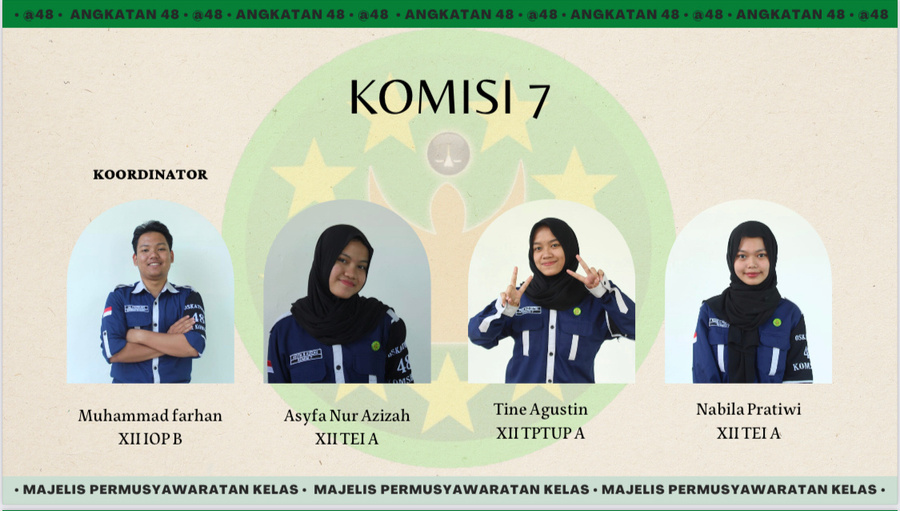 • @48 • ANGKATAN 48 • @48 • ANGKATAN 48 • @48 • ANGKATAN 48 • @48 • ANGKATAN 48 • ANGKATAN 48 • @48
KOMISI 7
KOORDINATOR
48
48
48
Muhammad farhan
XII IOP B
Asyfa Nur Azizah
XII TEI A
Tine Agustin
XII TPTUP A
Nabila Pratiwi
XII TEI A
• MAJELIS PERMUSYAWARATAN KELAS • MAJELIS PERMUSYAWARATAN KELAS • MAJELIS PERMUSYAWARATAN KELAS •